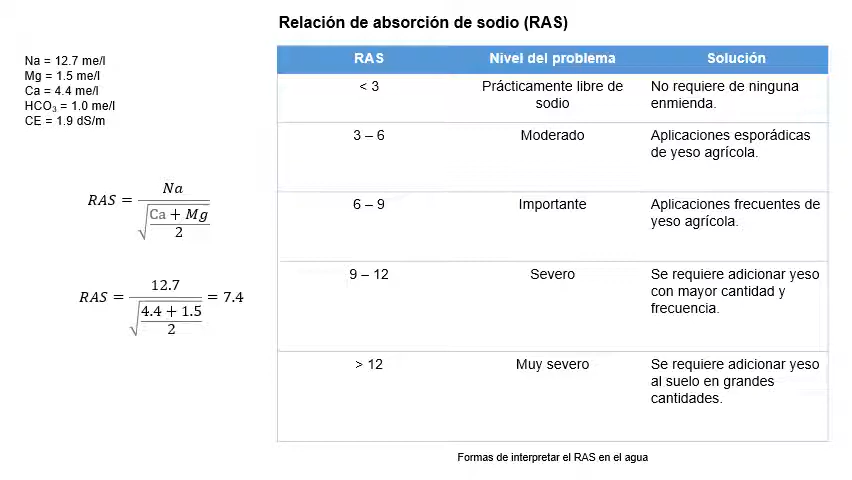 Relación de absorción de sodio (RAS)
Na = 12.7 me/l
Mg = 1.5 me/l
Ca = 4.4 me/l
HCO₃ = 1.0 me/l
CE = 1.9 dS/m
RAS = Na / √((Ca + Mg) / 2)
RAS = 12.7 / √((4.4 + 1.5) / 2) = 7.4
RAS Nivel del problema Solución
< 3 Prácticamente libre de sodio No requiere de ninguna enmienda.
3 – 6 Moderado Aplicaciones esporádicas de yeso agrícola.
6 – 9 Importante Aplicaciones frecuentes de yeso agrícola.
9 – 12 Severo Se requiere adicionar yeso con mayor cantidad y frecuencia.
> 12 Muy severo Se requiere adicionar yeso al suelo en grandes cantidades.
Formas de interpretar el RAS en el agua